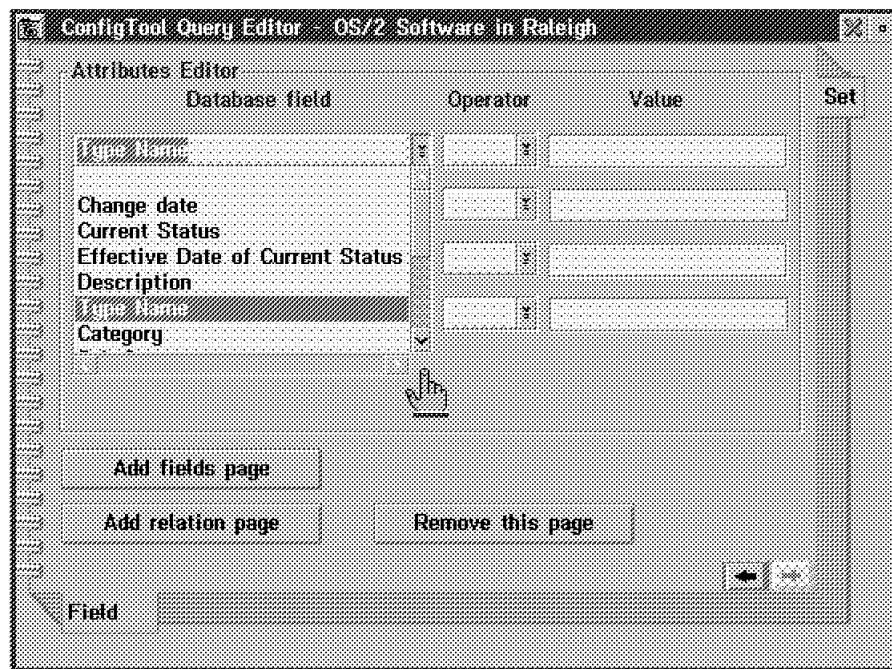 ConfigTool Query Editor - OS/2 Software in Raleigh
Attributes Editor
Database field Operator Value
Set
Type Name
Change date
Current Status
Effective Date of Current Status
Description
Type Name
Category
Add fields page
Add relation page Remove this page
Field